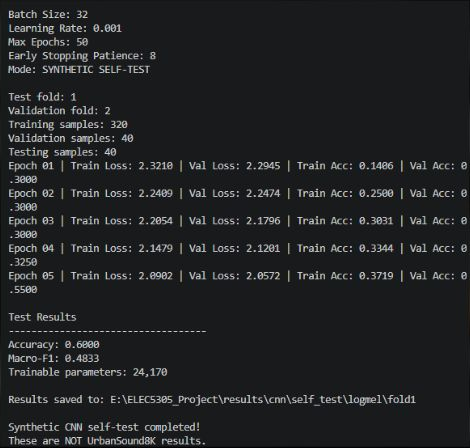 Batch Size: 32
Learning Rate: 0.001
Max Epochs: 50
Early Stopping Patience: 8
Mode: SYNTHETIC SELF-TEST
Test fold: 1
Validation fold: 2
Training samples: 320
Validation samples: 40
Testing samples: 40
Epoch 01 | Train Loss: 2.3210 | Val Loss: 2.2945 | Train Acc: 0.1406 | Val Acc: 0
.3000
Epoch 02 | Train Loss: 2.2409 | Val Loss: 2.2474 | Train Acc: 0.2500 | Val Acc: 0
.3000
Epoch 03 | Train Loss: 2.2054 | Val Loss: 2.1796 | Train Acc: 0.3031 | Val Acc: 0
.3000
Epoch 04 | Train Loss: 2.1479 | Val Loss: 2.1201 | Train Acc: 0.3344 | Val Acc: 0
.3250
Epoch 05 | Train Loss: 2.0902 | Val Loss: 2.0572 | Train Acc: 0.3719 | Val Acc: 0
.5500
Test Results
-----------------------------------
Accuracy: 0.6000
Macro-F1: 0.4833
Trainable parameters: 24,170
Results saved to: E:\ELEC5305_Project\results\cnn\self_test\logmel\fold1
Synthetic CNN self-test completed!
These are NOT UrbanSound8K results.